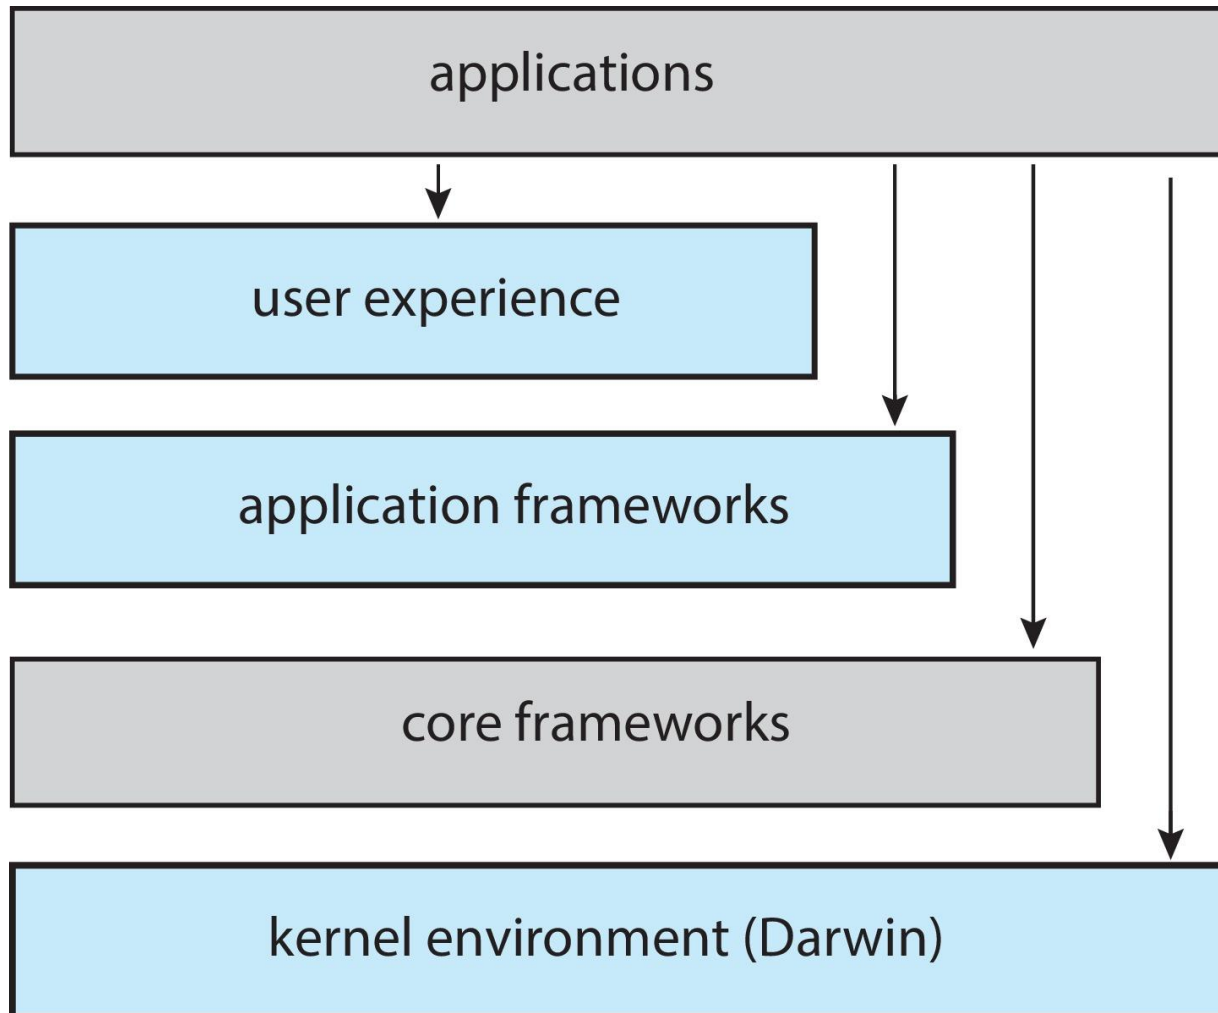 applications
user experience
application frameworks
core frameworks
kernel environment (Darwin)